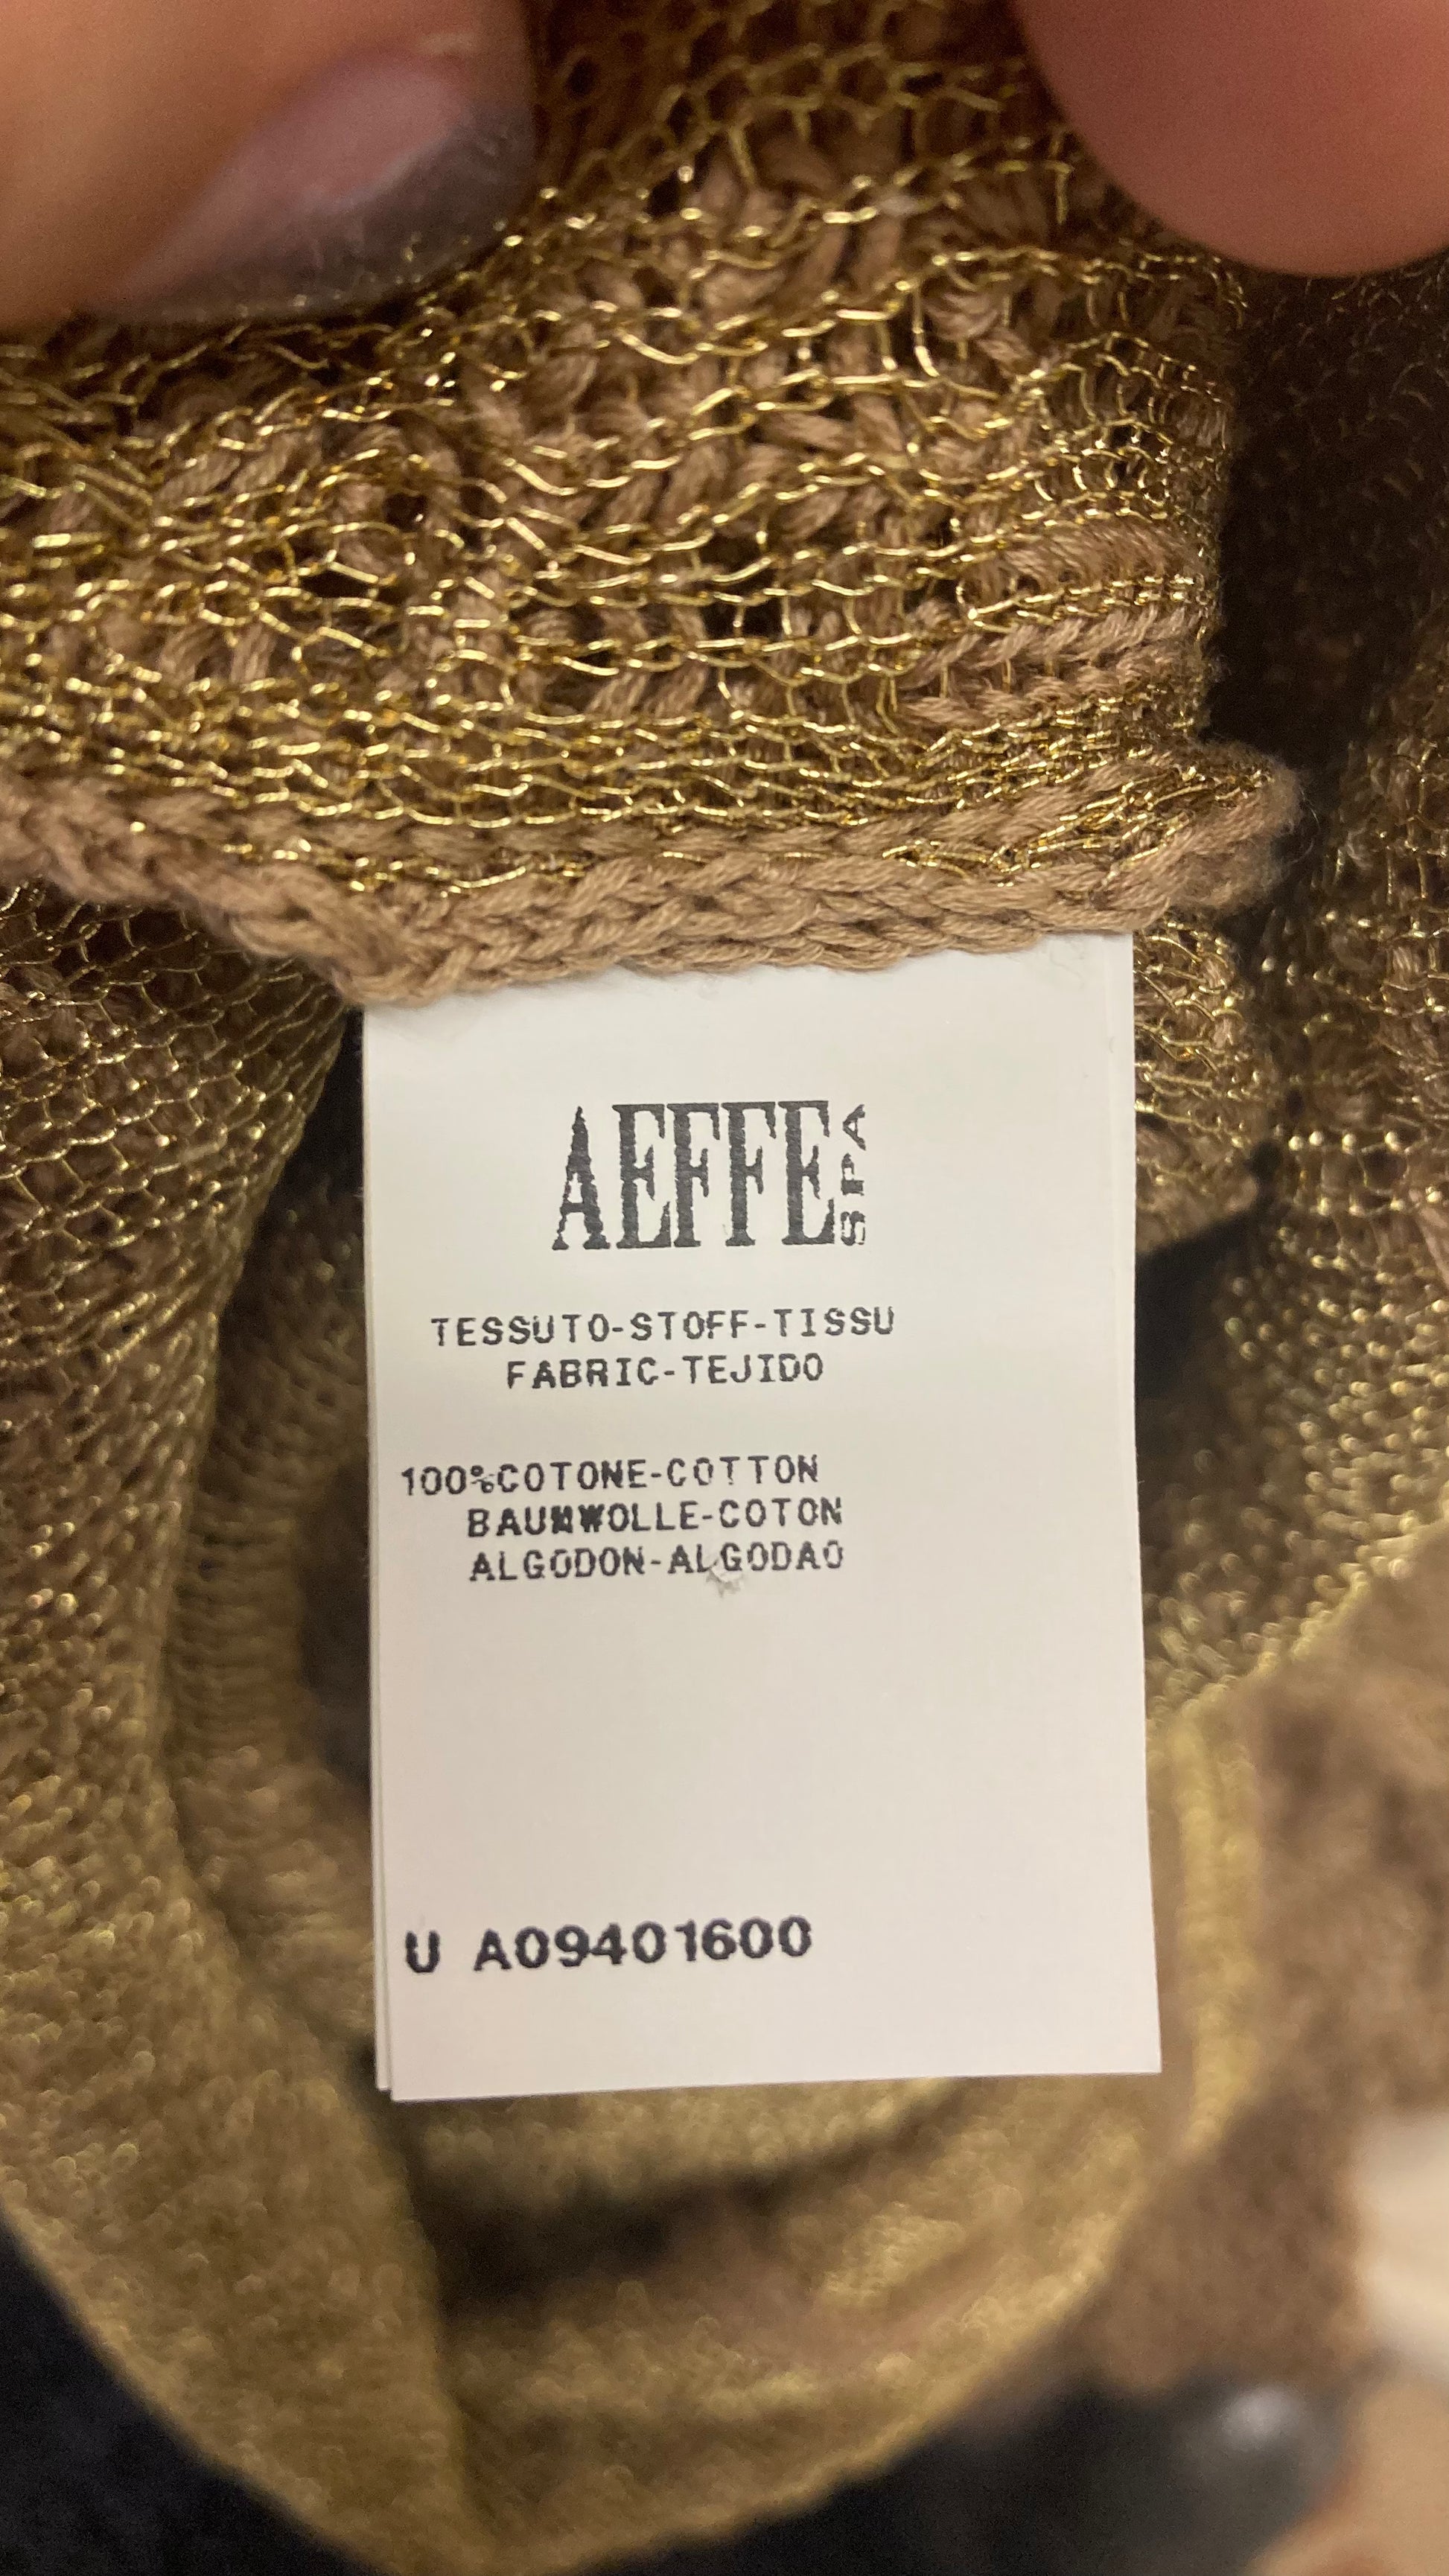 AEFFE SPA
TESSUTO-STOFF-TISSU
FABRIC-TEJIDO
100%COTONE-COTTON
BAUMWOLLE-COTON
ALGODON-ALGODAO
U A09401600